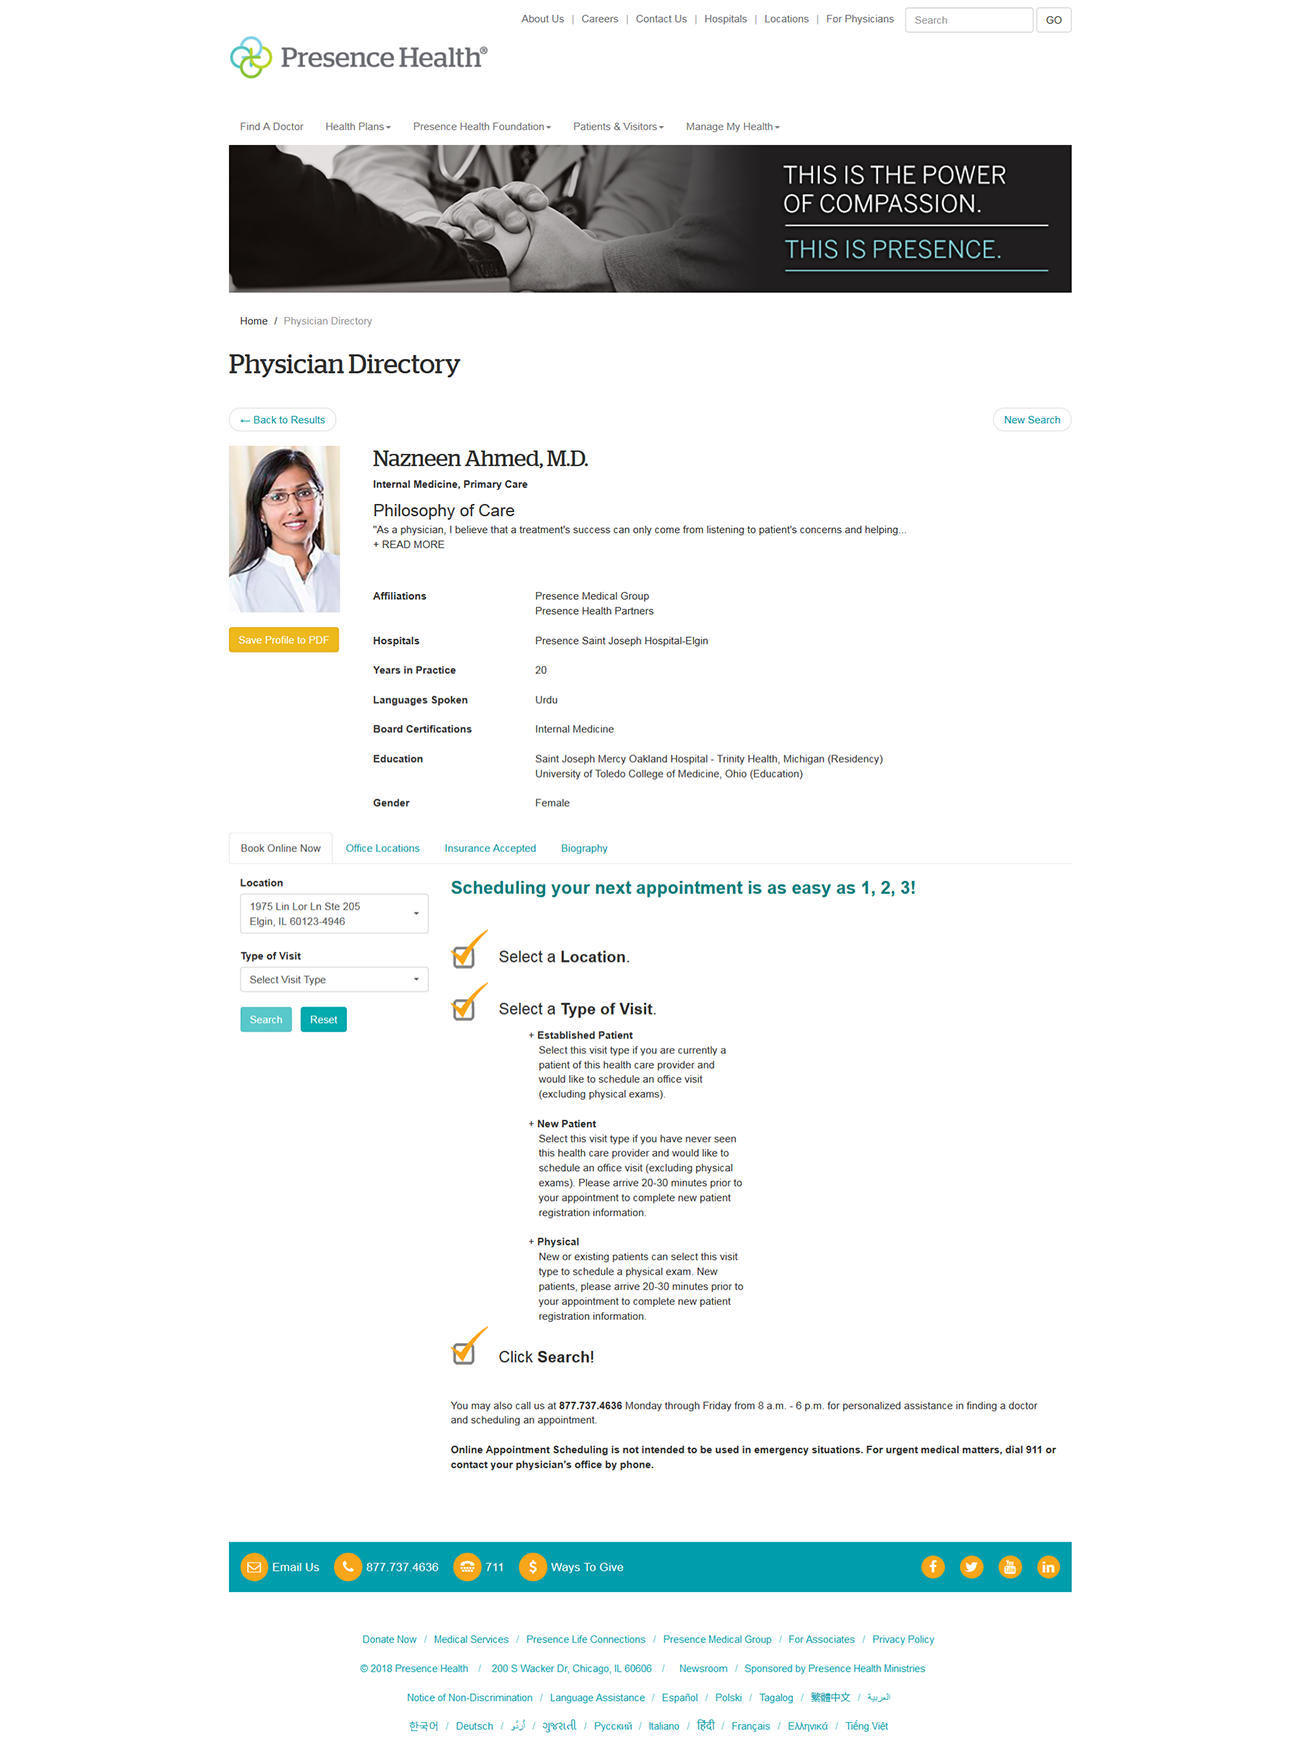 About Us | Careers | Contact Us | Hospitals | Locations | For Physicians Search GO
Presence Health®
Find A Doctor Health Plans Presence Health Foundation Patients & Visitors Manage My Health
THIS IS THE POWER
OF COMPASSION.
THIS IS PRESENCE.
Home / Physician Directory
Physician Directory
← Back to Results New Search
Nazneen Ahmed, M.D.
Internal Medicine, Primary Care
Philosophy of Care
"As a physician, I believe that a treatment's success can only come from listening to patient's concerns and helping...
+ READ MORE
Affiliations Presence Medical Group
Presence Health Partners
Save Profile to PDF
Hospitals Presence Saint Joseph Hospital-Elgin
Years in Practice 20
Languages Spoken Urdu
Board Certifications Internal Medicine
Education Saint Joseph Mercy Oakland Hospital - Trinity Health, Michigan (Residency)
University of Toledo College of Medicine, Ohio (Education)
Gender Female
Book Online Now Office Locations Insurance Accepted Biography
Location
1975 Lin Lor Ln Ste 205
Elgin, IL 60123-4946
Type of Visit
Select Visit Type
Search Reset
Scheduling your next appointment is as easy as 1, 2, 3!
Select a Location.
Select a Type of Visit.
+ Established Patient
Select this visit type if you are currently a
patient of this health care provider and
would like to schedule an office visit
(excluding physical exams).
+ New Patient
Select this visit type if you have never seen
this health care provider and would like to
schedule an office visit (excluding physical
exams). Please arrive 20-30 minutes prior to
your appointment to complete new patient
registration information.
+ Physical
New or existing patients can select this visit
type to schedule a physical exam. New
patients, please arrive 20-30 minutes prior to
your appointment to complete new patient
registration information.
Click Search!
You may also call us at 877.737.4636 Monday through Friday from 8 a.m. - 6 p.m. for personalized assistance in finding a doctor
and scheduling an appointment.
Online Appointment Scheduling is not intended to be used in emergency situations. For urgent medical matters, dial 911 or
contact your physician's office by phone.
Email Us 877.737.4636 711 $ Ways To Give
Donate Now / Medical Services / Presence Life Connections / Presence Medical Group / For Associates / Privacy Policy
© 2018 Presence Health / 200 S Wacker Dr, Chicago, IL 60606 / Newsroom / Sponsored by Presence Health Ministries
Notice of Non-Discrimination / Language Assistance / Español / Polski / Tagalog / 繁體中文 / العربية
한국어 / Deutsch / اُردُو / ગુજરાતી / Русский / Italiano / हिंदी / Français / Ελληνικά / Tiếng Việt